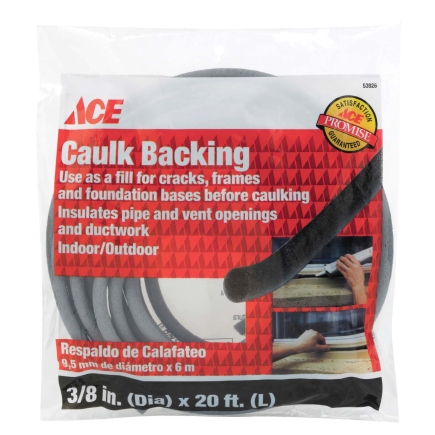 53926
ACE
SATISFACTION
ACE
PROMISE
GUARANTEED
Caulk Backing
Use as a fill for cracks, frames
and foundation bases before caulking
Insulates pipe and vent openings
and ductwork
Indoor/Outdoor
Respaldo de Calafateo
9,5 mm de diámetro x 6 m
3/8 in. (Dia) x 20 ft. (L)